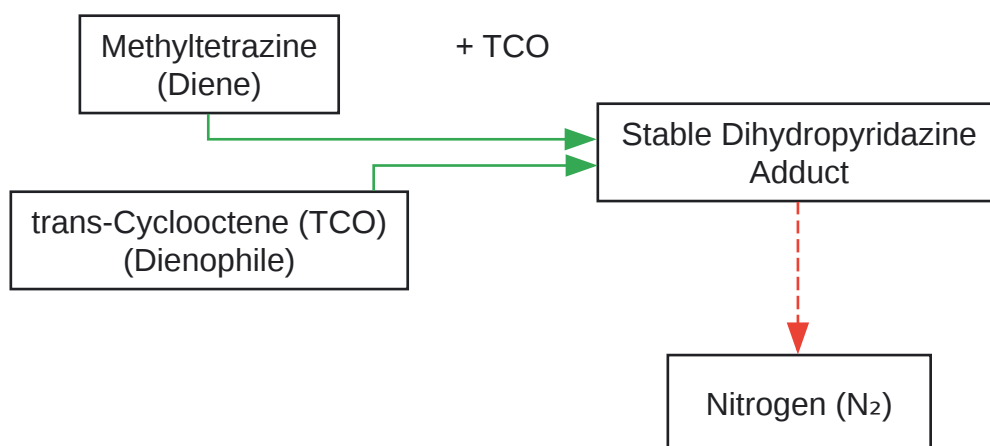 Methyltetrazine
(Diene)
+ TCO
Stable Dihydropyridazine
Adduct
trans-Cyclooctene (TCO)
(Dienophile)
Nitrogen (N₂)